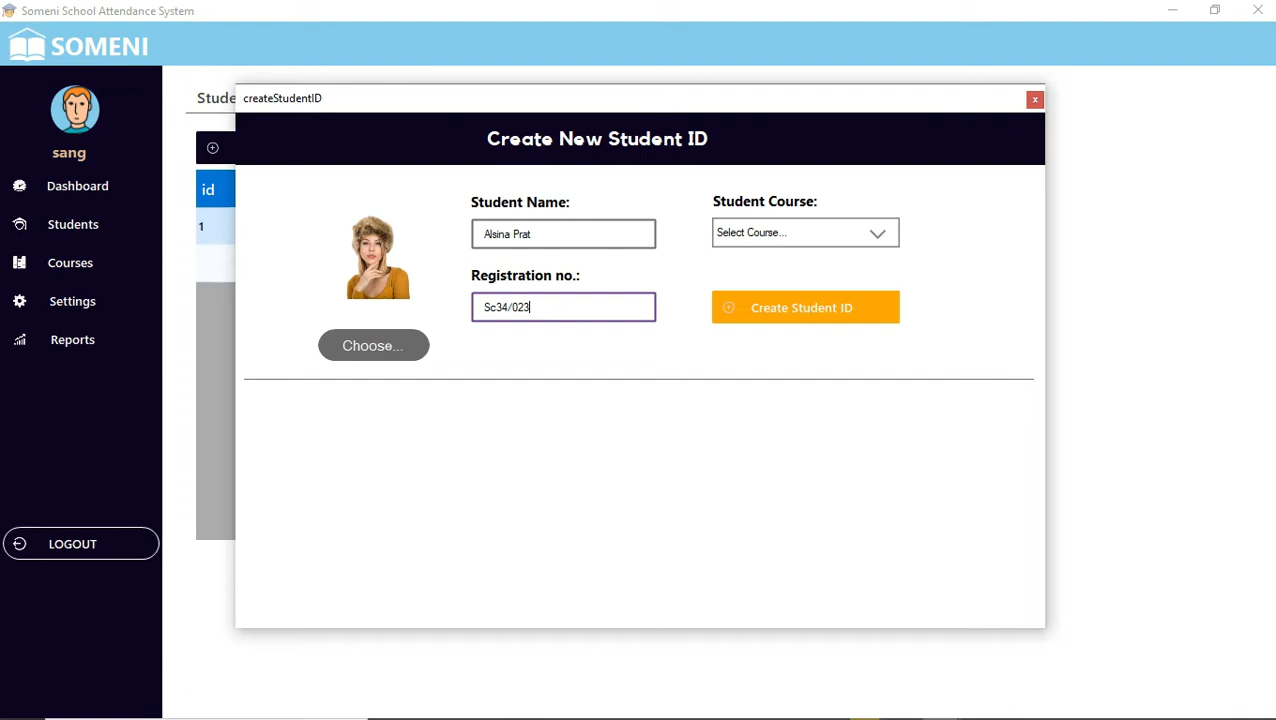 Someni School Attendance System
SOMENI
sang
Dashboard
Students
Courses
Settings
Reports
LOGOUT
Stude
id
1
createStudentID
x
Create New Student ID
Choose...
Student Name:
Alsina Prat
Registration no.:
Sc34/023
Student Course:
Select Course...
Create Student ID